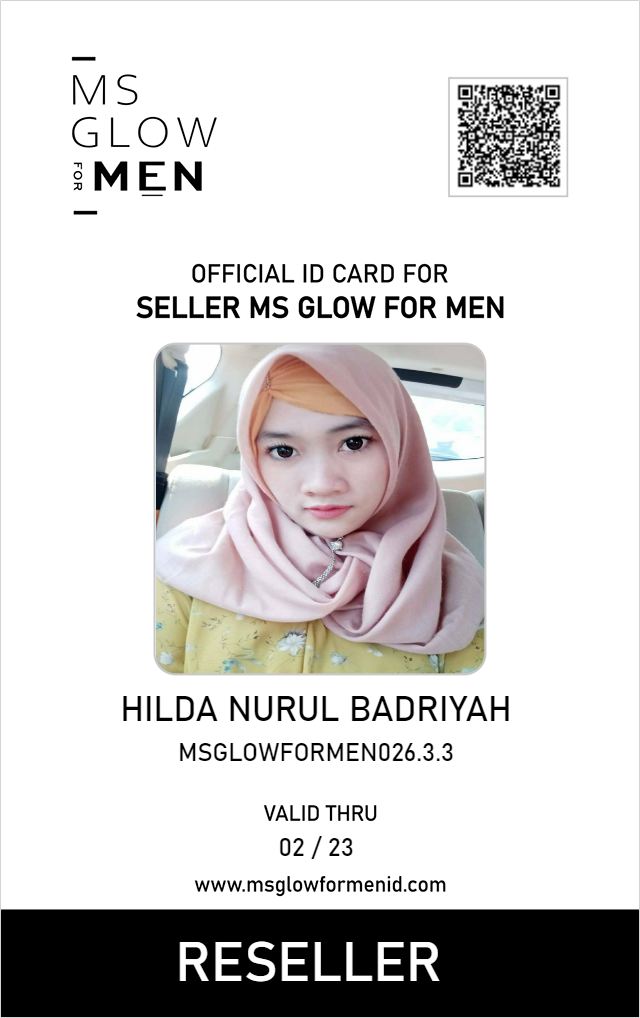 MS
GLOW
FOR MEN
OFFICIAL ID CARD FOR
SELLER MS GLOW FOR MEN
HILDA NURUL BADRIYAH
MSGLOWFORMEN026.3.3
VALID THRU
02 / 23
www.msglowformenid.com
RESELLER